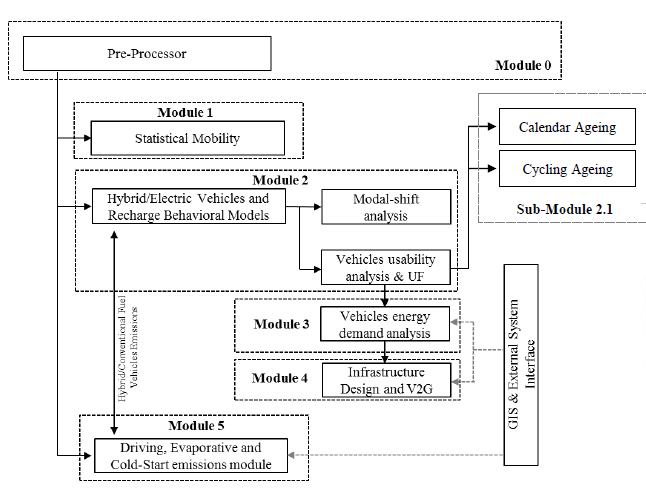 Pre-Processor
Module 0
Module 1
Statistical Mobility
Module 2
Hybrid/Electric Vehicles and
Recharge Behavioral Models
Modal-shift
analysis
Vehicles usability
analysis & UF
Calendar Ageing
Cycling Ageing
Sub-Module 2.1
Hybrid/Conventional Fuel
Vehicles Emissions
Module 3
Vehicles energy
demand analysis
Module 4
Infrastructure
Design and V2G
GIS & External System
Interface
Module 5
Driving, Evaporative and
Cold-Start emissions module